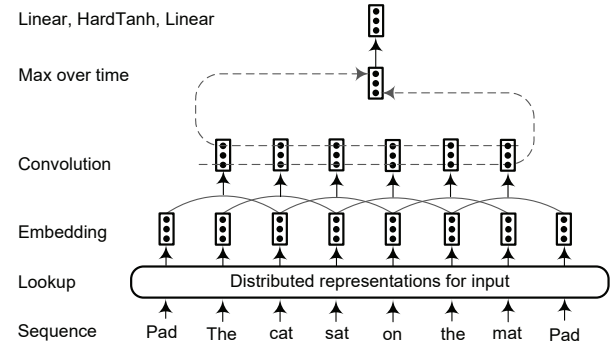 Linear, HardTanh, Linear
Max over time
Convolution
Embedding
Lookup Distributed representations for input
Sequence Pad The cat sat on the mat Pad